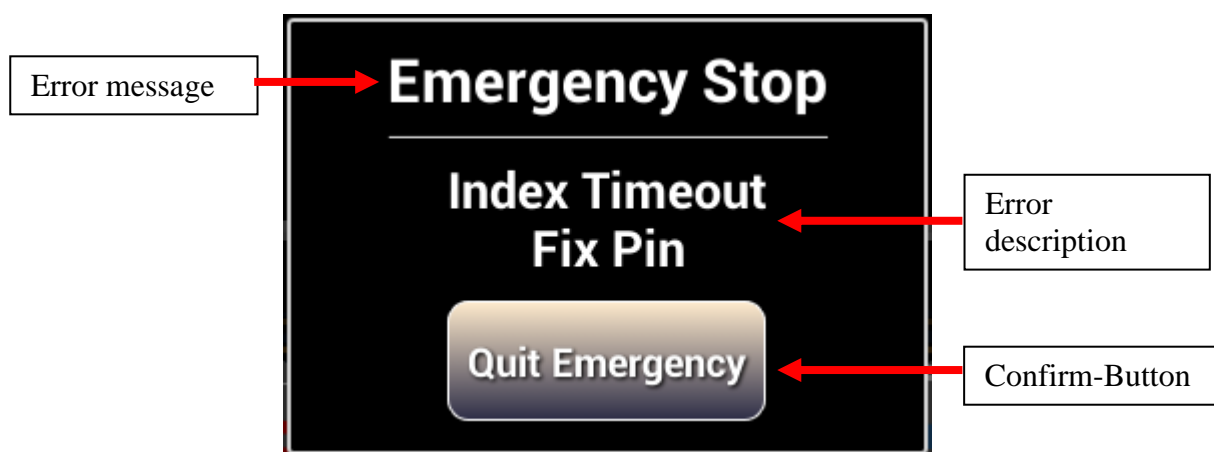 Error message
Emergency Stop
Index Timeout
Fix Pin
Error
description
Quit Emergency
Confirm-Button